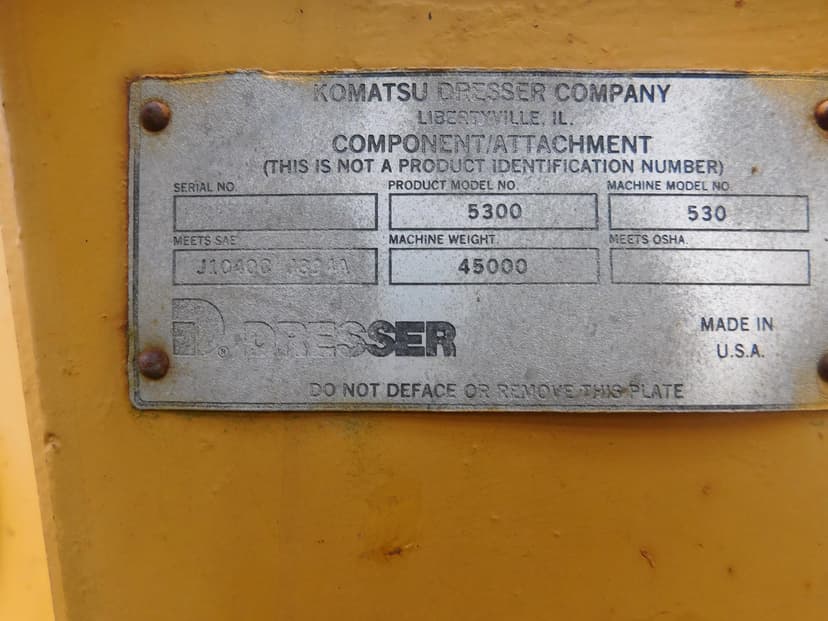 KOMATSU DRESSER COMPANY
LIBERTYVILLE, IL.
COMPONENT/ATTACHMENT
(THIS IS NOT A PRODUCT IDENTIFICATION NUMBER)
SERIAL NO. PRODUCT MODEL NO. MACHINE MODEL NO.
5300 530
MEETS SAE MACHINE WEIGHT MEETS OSHA
J1040C J394A 45000
D® DRESSER
MADE IN
U.S.A.
DO NOT DEFACE OR REMOVE THIS PLATE